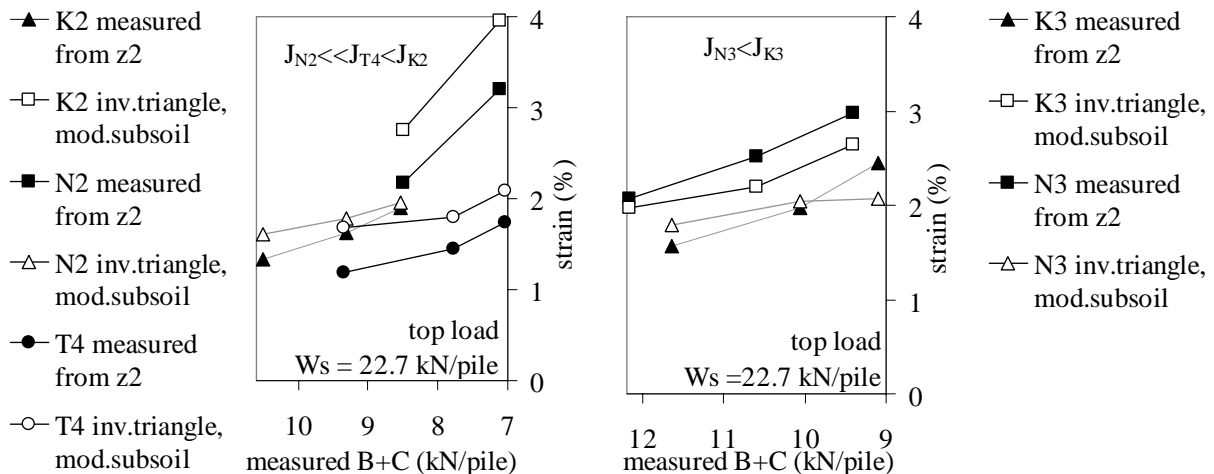 K2 measured
from z2
K2 inv.triangle,
mod.subsoil
N2 measured
from z2
N2 inv.triangle,
mod.subsoil
T4 measured
from z2
T4 inv.triangle,
mod.subsoil
J_N2<<J_T4<J_K2
top load
Ws = 22.7 kN/pile
4
3
2
1
0
strain (%)
10 9 8 7
measured B+C (kN/pile)
J_N3<J_K3
top load
Ws =22.7 kN/pile
4
3
2
1
0
strain (%)
12 11 10 9
measured B+C (kN/pile)
K3 measured
from z2
K3 inv.triangle,
mod.subsoil
N3 measured
from z2
N3 inv.triangle,
mod.subsoil